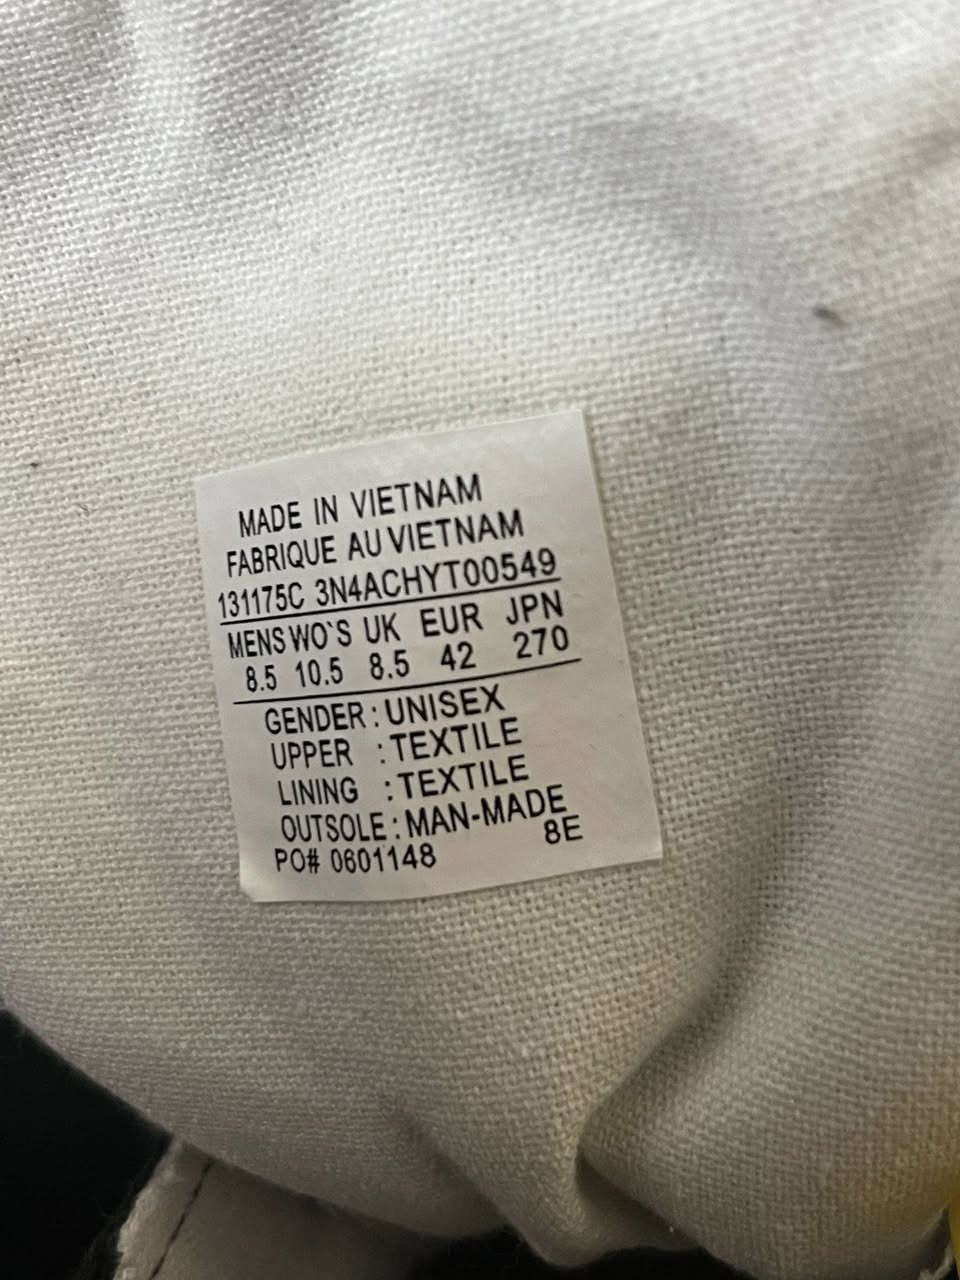 MADE IN VIETNAM
FABRIQUE AU VIETNAM
131175C 3N4ACHYT00549
MENS WO`S UK EUR JPN
8.5 10.5 8.5 42 270
GENDER : UNISEX
UPPER : TEXTILE
LINING : TEXTILE
OUTSOLE : MAN-MADE
PO# 0601148 8E